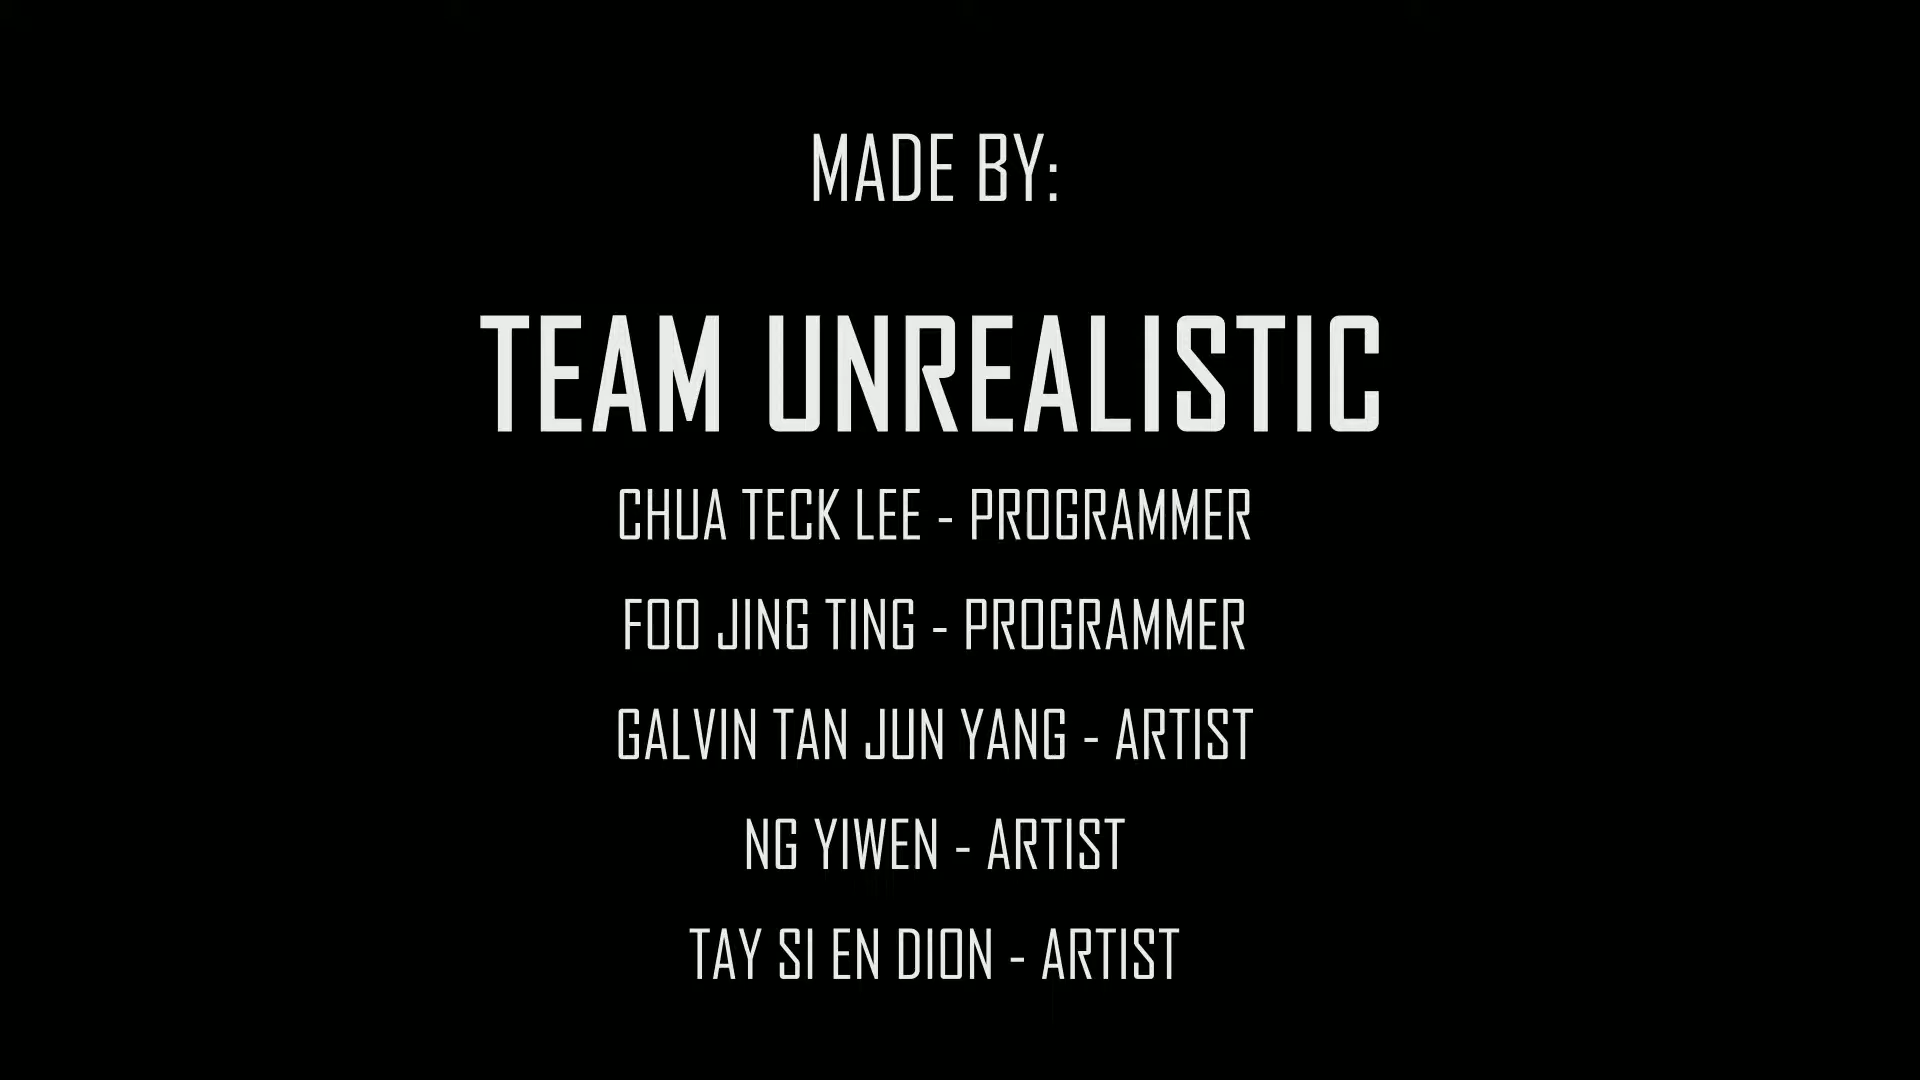 MADE BY:
TEAM UNREALISTIC
CHUA TECK LEE - PROGRAMMER
FOO JING TING - PROGRAMMER
GALVIN TAN JUN YANG - ARTIST
NG YIWEN - ARTIST
TAY SI EN DION - ARTIST